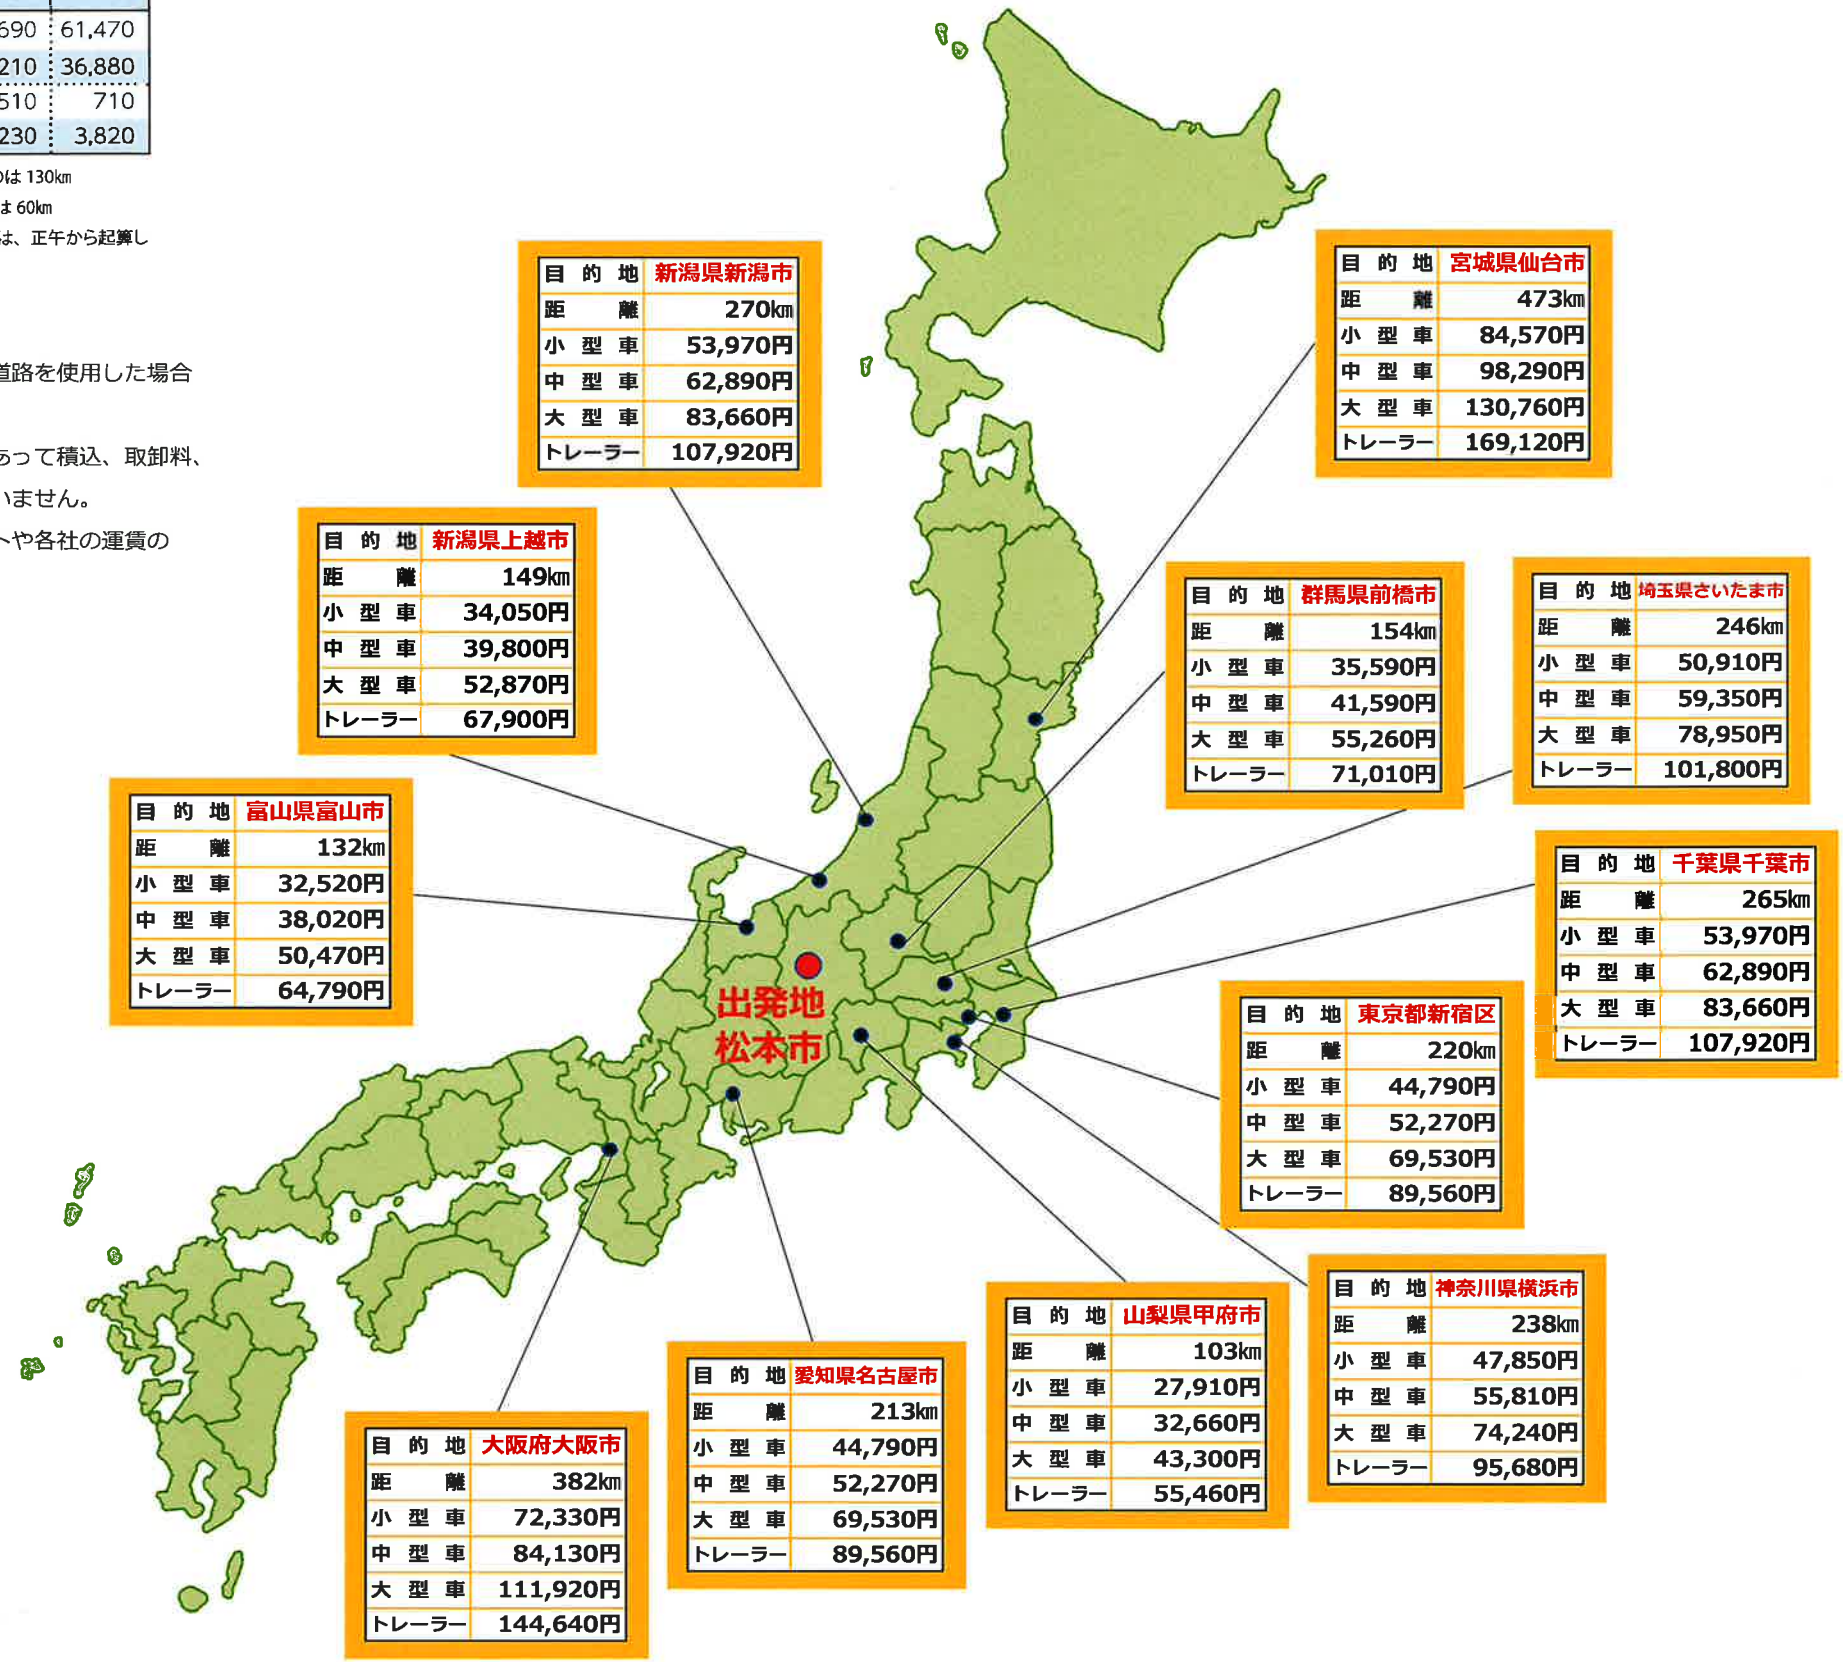 690 61,470
210 36,880
510 710
230 3,820
のは 130㎞
は 60㎞
は、正午から起算し
道路を使用した場合
あって積込、取卸料、
いません。
トや各社の運賃の
目的地 新潟県新潟市
距離 270㎞
小型車 53,970円
中型車 62,890円
大型車 83,660円
トレーラー 107,920円
目的地 宮城県仙台市
距離 473㎞
小型車 84,570円
中型車 98,290円
大型車 130,760円
トレーラー 169,120円
目的地 新潟県上越市
距離 149㎞
小型車 34,050円
中型車 39,800円
大型車 52,870円
トレーラー 67,900円
目的地 群馬県前橋市
距離 154㎞
小型車 35,590円
中型車 41,590円
大型車 55,260円
トレーラー 71,010円
目的地 埼玉県さいたま市
距離 246㎞
小型車 50,910円
中型車 59,350円
大型車 78,950円
トレーラー 101,800円
目的地 富山県富山市
距離 132㎞
小型車 32,520円
中型車 38,020円
大型車 50,470円
トレーラー 64,790円
目的地 千葉県千葉市
距離 265㎞
小型車 53,970円
中型車 62,890円
大型車 83,660円
トレーラー 107,920円
出発地
松本市
目的地 東京都新宿区
距離 220㎞
小型車 44,790円
中型車 52,270円
大型車 69,530円
トレーラー 89,560円
目的地 神奈川県横浜市
距離 238㎞
小型車 47,850円
中型車 55,810円
大型車 74,240円
トレーラー 95,680円
目的地 山梨県甲府市
距離 103㎞
小型車 27,910円
中型車 32,660円
大型車 43,300円
トレーラー 55,460円
目的地 愛知県名古屋市
距離 213㎞
小型車 44,790円
中型車 52,270円
大型車 69,530円
トレーラー 89,560円
目的地 大阪府大阪市
距離 382㎞
小型車 72,330円
中型車 84,130円
大型車 111,920円
トレーラー 144,640円